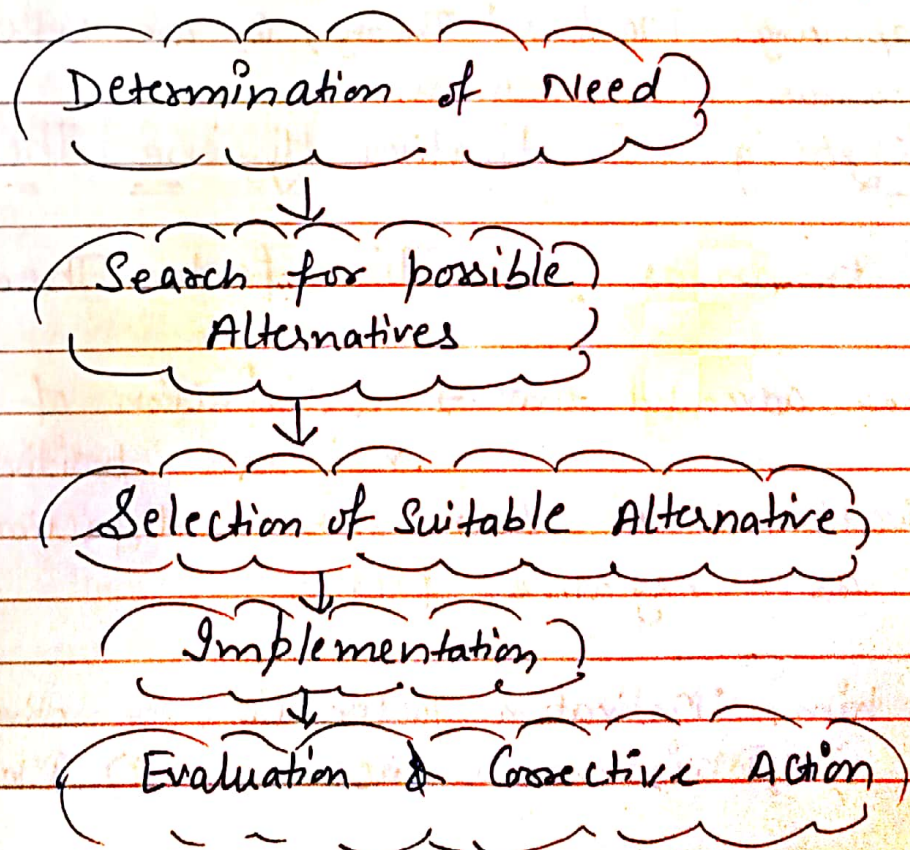 Determination of Need
Search for possible
Alternatives
Selection of Suitable Alternative
Implementation
Evaluation & Corrective Action